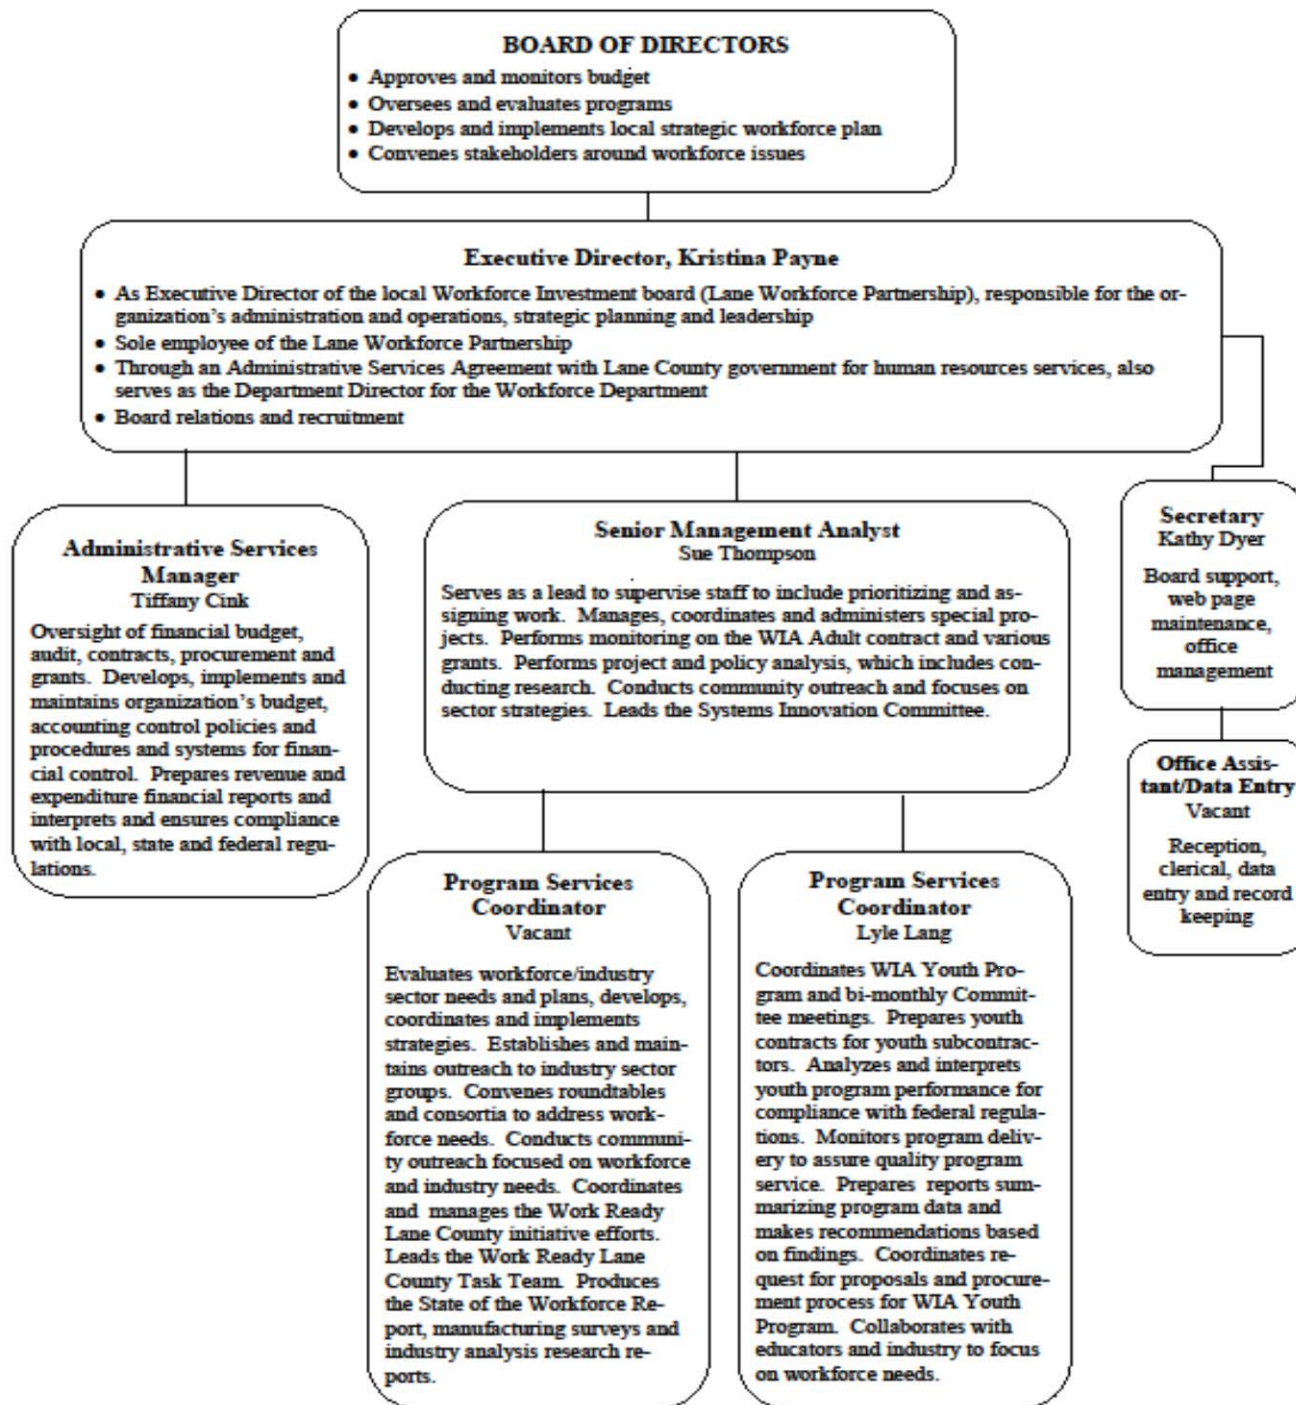 BOARD OF DIRECTORS
• Approves and monitors budget
• Oversees and evaluates programs
• Develops and implements local strategic workforce plan
• Convenes stakeholders around workforce issues
Executive Director, Kristina Payne
• As Executive Director of the local Workforce Investment board (Lane Workforce Partnership), responsible for the or-
ganization’s administration and operations, strategic planning and leadership
• Sole employee of the Lane Workforce Partnership
• Through an Administrative Services Agreement with Lane County government for human resources services, also
serves as the Department Director for the Workforce Department
• Board relations and recruitment
Administrative Services
Manager
Tiffany Cink
Oversight of financial budget,
audit, contracts, procurement and
grants.  Develops, implements and
maintains organization’s budget,
accounting control policies and
procedures and systems for finan-
cial control.  Prepares revenue and
expenditure financial reports and
interprets and ensures compliance
with local, state and federal regu-
lations.
Senior Management Analyst
Sue Thompson
Serves as a lead to supervise staff to include prioritizing and as-
signing work.  Manages, coordinates and administers special pro-
jects.  Performs monitoring on the WIA Adult contract and various
grants.  Performs project and policy analysis, which includes con-
ducting research.  Conducts community outreach and focuses on
sector strategies.  Leads the Systems Innovation Committee.
Secretary
Kathy Dyer
Board support,
web page
maintenance,
office
management
Office Assis-
tant/Data Entry
Vacant
Reception,
clerical, data
entry and record
keeping
Program Services
Coordinator
Vacant
Evaluates workforce/industry
sector needs and plans, develops,
coordinates and implements
strategies.  Establishes and main-
tains outreach to industry sector
groups.  Convenes roundtables
and consortia to address work-
force needs.  Conducts communi-
ty outreach focused on workforce
and industry needs.  Coordinates
and  manages the Work Ready
Lane County initiative efforts.
Leads the Work Ready Lane
County Task Team.  Produces
the State of the Workforce Re-
port, manufacturing surveys and
industry analysis research re-
ports.
Program Services
Coordinator
Lyle Lang
Coordinates WIA Youth Pro-
gram and bi-monthly Commit-
tee meetings.  Prepares youth
contracts for youth subcontrac-
tors.  Analyzes and interprets
youth program performance for
compliance with federal regula-
tions.  Monitors program deliv-
ery to assure quality program
service.  Prepares  reports sum-
marizing program data and
makes recommendations based
on findings.  Coordinates re-
quest for proposals and procure-
ment process for WIA Youth
Program.  Collaborates with
educators and industry to focus
on workforce needs.